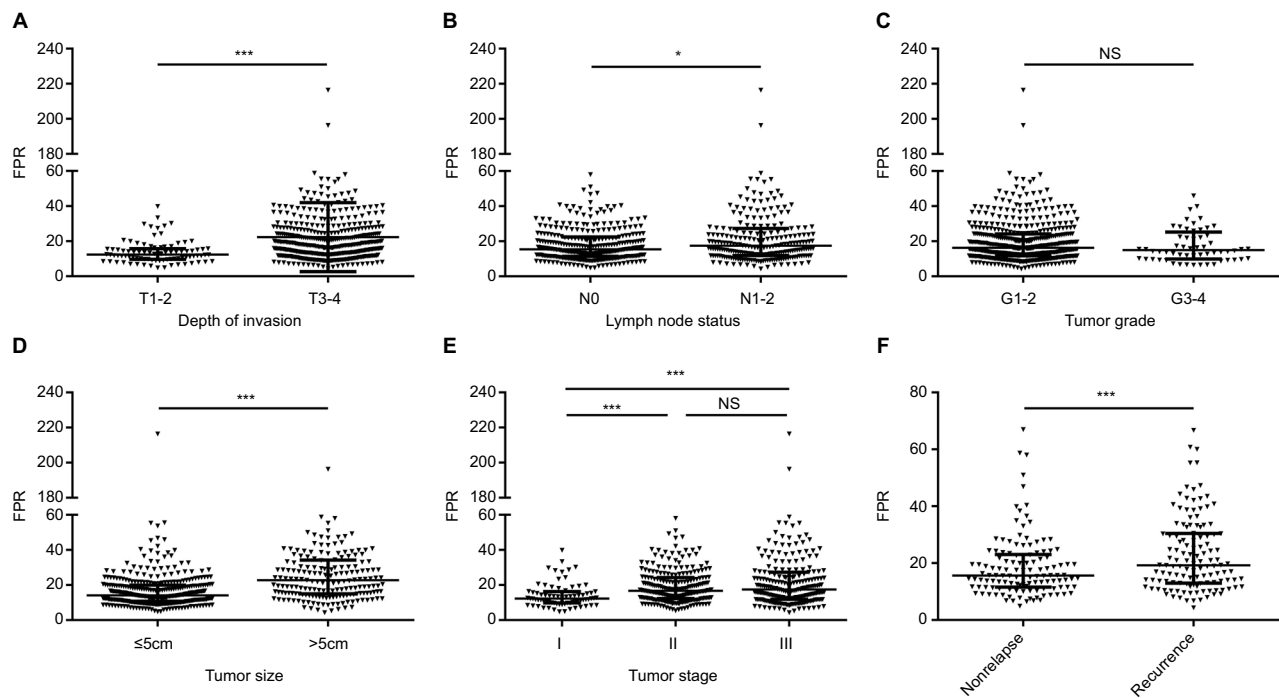 A
FPR
240
220
200
180
60
40
20
0
***
T1-2
T3-4
Depth of invasion
B
FPR
240
220
200
180
60
40
20
0
*
N0
N1-2
Lymph node status
C
FPR
240
220
200
180
60
40
20
0
NS
G1-2
G3-4
Tumor grade
D
FPR
240
220
200
180
60
40
20
0
***
≤5cm
>5cm
Tumor size
E
FPR
240
220
200
180
60
40
20
0
***
***
NS
I
II
III
Tumor stage
F
FPR
80
60
40
20
0
***
Nonrelapse
Recurrence